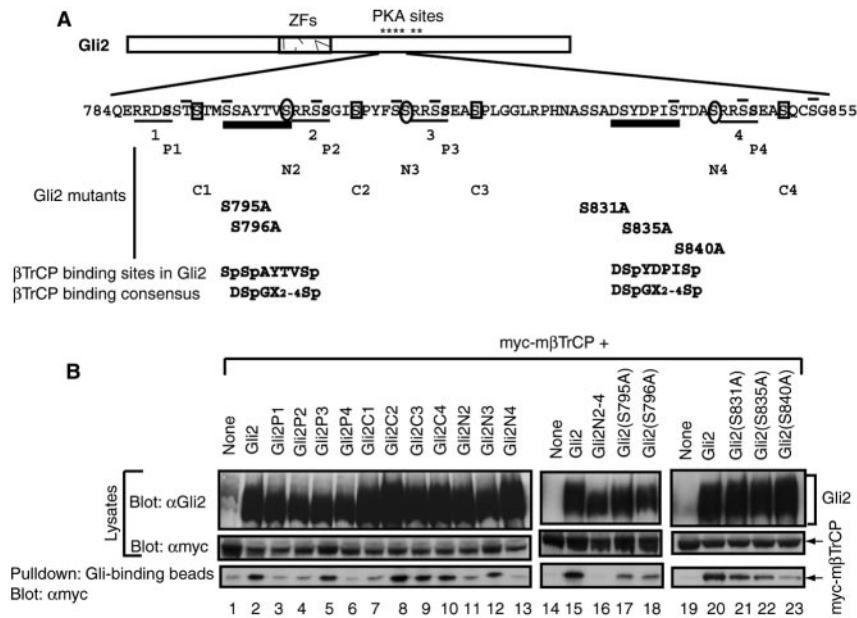 A
ZFs
PKA sites
**** **
Gli2
784QERRDSSTSTMSSAYTVSRRSSGISPYFSSRRSSEASPLGGLRPHNASSADSYDPISTDASRRSSEASQCSG855
1 2 3 4
P1 P2 P3 P4
N2 N3 N4
Gli2 mutants
C1 C2 C3 C4
S795A S831A
S796A S835A
S840A
βTrCP binding sites in Gli2 SpSpAYTVSp DSpYDPISp
βTrCP binding consensus DSpGX2-4Sp DSpGX2-4Sp
B
myc-mβTrCP +
None Gli2 Gli2P1 Gli2P2 Gli2P3 Gli2P4 Gli2C1 Gli2C2 Gli2C3 Gli2C4 Gli2N2 Gli2N3 Gli2N4
None Gli2 Gli2N2-4 Gli2(S795A) Gli2(S796A)
None Gli2 Gli2(S831A) Gli2(S835A) Gli2(S840A)
Lysates
Blot: αGli2
Gli2
Blot: αmyc
myc-mβTrCP
Pulldown: Gli-binding beads
Blot: αmyc
1 2 3 4 5 6 7 8 9 10 11 12 13 14 15 16 17 18 19 20 21 22 23